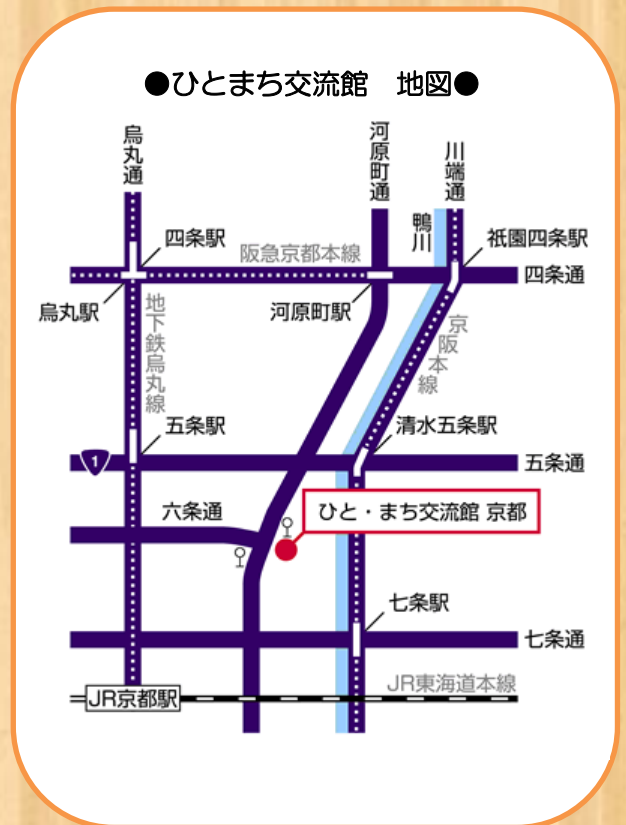 ●ひとまち交流館　地図●
烏丸通
河原町通
川端通
鴨川
四条駅
阪急京都本線
祇園四条駅
四条通
烏丸駅
河原町駅
地下鉄烏丸線
京阪本線
五条駅
清水五条駅
1
五条通
六条通
ひと・まち交流館 京都
七条駅
七条通
JR東海道本線
JR京都駅